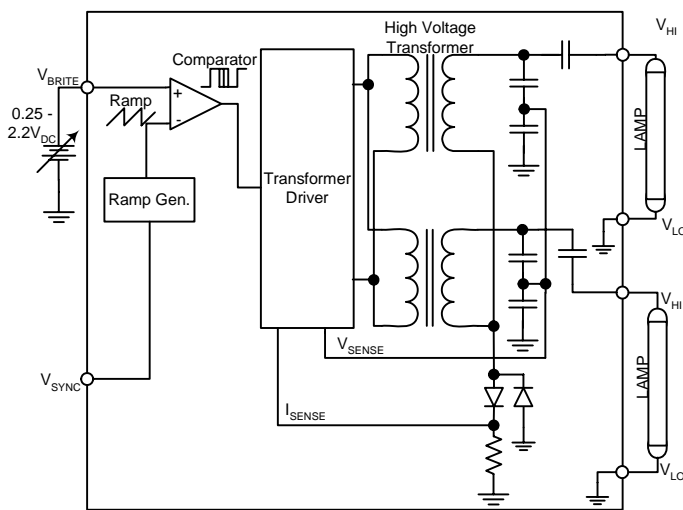 High Voltage
Transformer
V_HI
Comparator
V_BRITE
+
Ramp
-
0.25 -
2.2V_DC
LAMP
Transformer
Driver
Ramp Gen.
V_LO
V_HI
V_SENSE
LAMP
V_SYNC
I_SENSE
V_LO